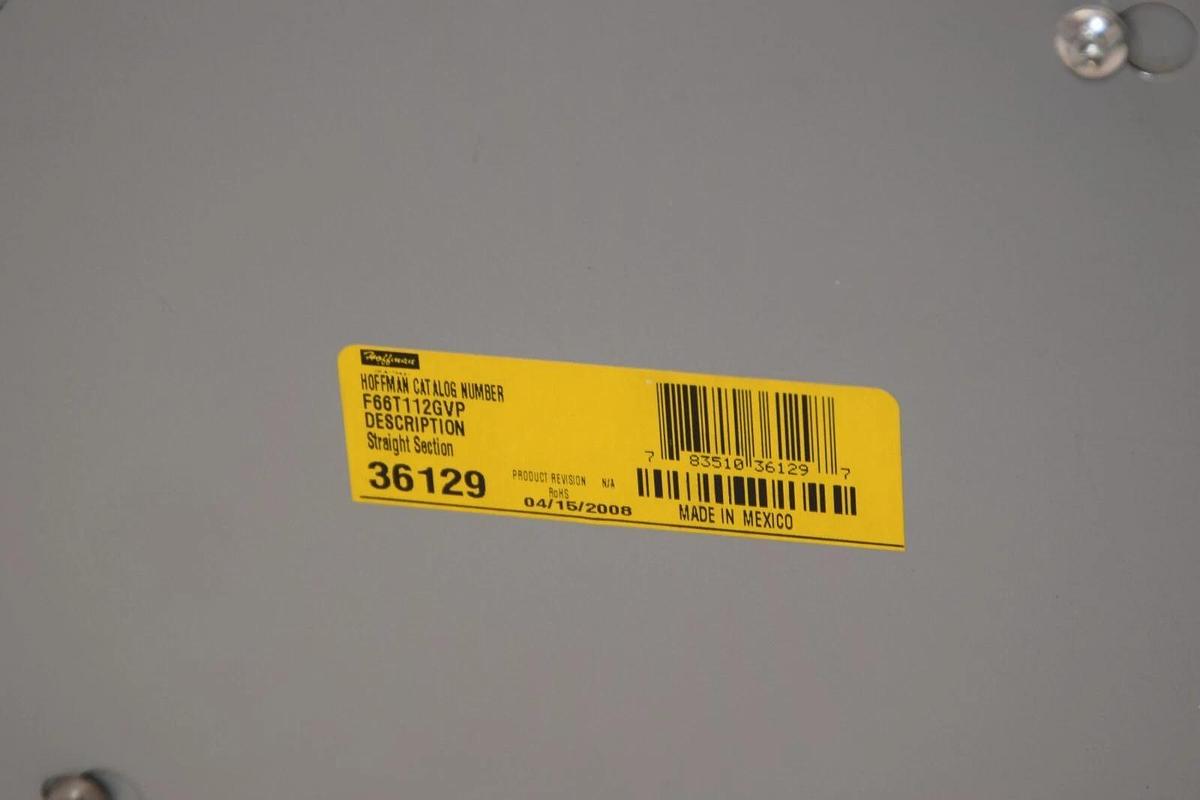 Hoffman
HOFFMAN CATALOG NUMBER
F66T112GVP
DESCRIPTION
Straight Section
36129
PRODUCT REVISION N/A
RoHS
04/15/2008
7 83510 36129 7
MADE IN MEXICO